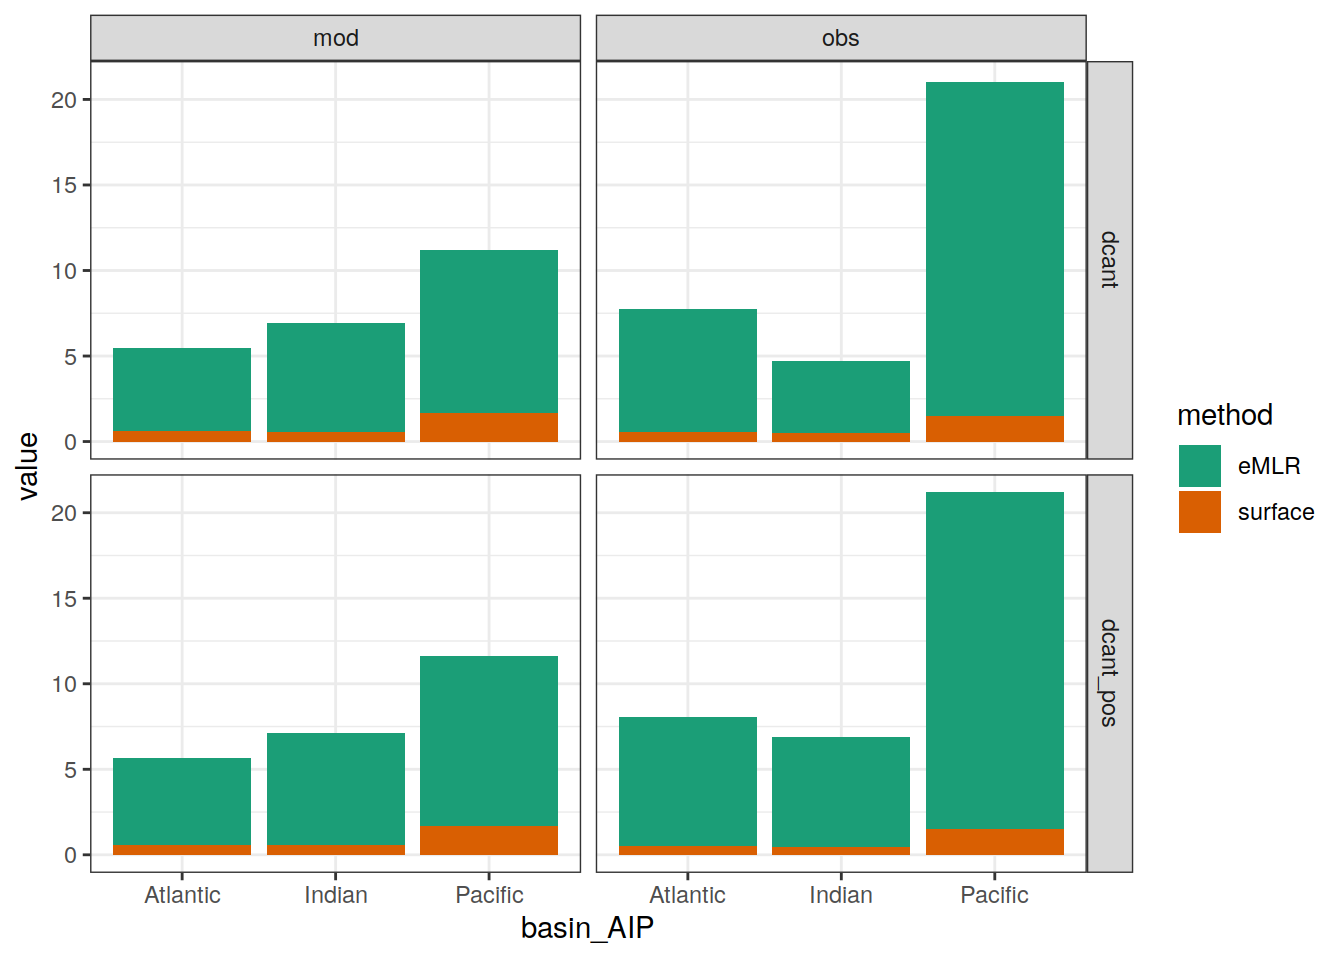 mod
obs
20
15
10
5
0
dcant
20
15
10
5
0
dcant_pos
value
Atlantic
Indian
Pacific
Atlantic
Indian
Pacific
basin_AIP
method
eMLR
surface